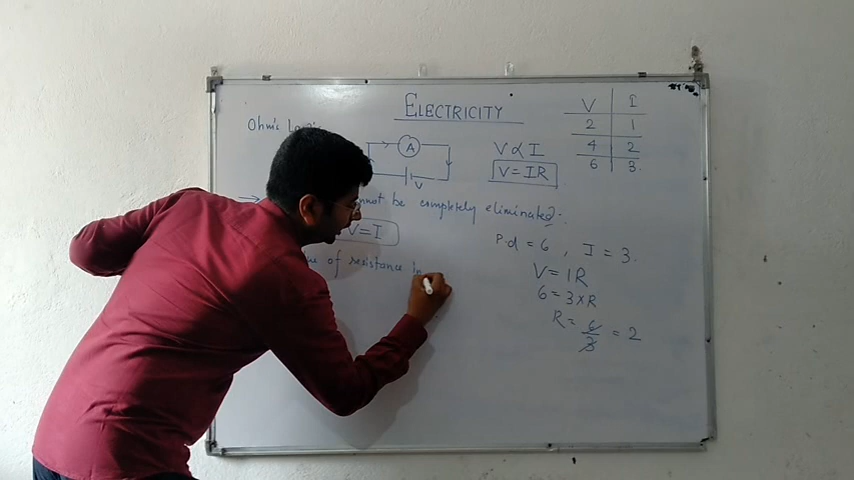 ELECTRICITY
Ohm's
A
V
V ∝ I
V = IR
V I
2 1
4 2
6 3
not be completely eliminated?.
V = I
of resistance
P.d = 6 , I = 3.
V = IR
6 = 3 × R
R = 6/3 = 2